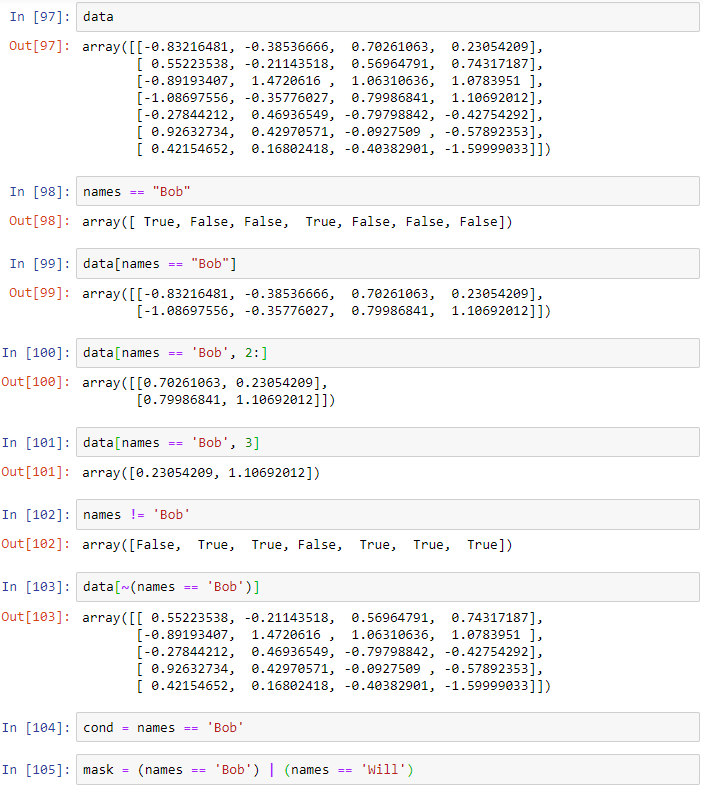 In [97]: data
Out[97]: array([[-0.83216481, -0.38536666,  0.70261063,  0.23054209],
       [ 0.55223538, -0.21143518,  0.56964791,  0.74317187],
       [-0.89193407,  1.4720616 ,  1.06310636,  1.0783951 ],
       [-1.08697556, -0.35776027,  0.79986841,  1.10692012],
       [-0.27844212,  0.46936549, -0.79798842, -0.42754292],
       [ 0.92632734,  0.42970571, -0.0927509 , -0.57892353],
       [ 0.42154652,  0.16802418, -0.40382901, -1.59999033]])
In [98]: names == "Bob"
Out[98]: array([ True, False, False,  True, False, False, False])
In [99]: data[names == "Bob"]
Out[99]: array([[-0.83216481, -0.38536666,  0.70261063,  0.23054209],
       [-1.08697556, -0.35776027,  0.79986841,  1.10692012]])
In [100]: data[names == 'Bob', 2:]
Out[100]: array([[0.70261063, 0.23054209],
       [0.79986841, 1.10692012]])
In [101]: data[names == 'Bob', 3]
Out[101]: array([0.23054209, 1.10692012])
In [102]: names != 'Bob'
Out[102]: array([False,  True,  True, False,  True,  True,  True])
In [103]: data[~(names == 'Bob')]
Out[103]: array([[ 0.55223538, -0.21143518,  0.56964791,  0.74317187],
       [-0.89193407,  1.4720616 ,  1.06310636,  1.0783951 ],
       [-0.27844212,  0.46936549, -0.79798842, -0.42754292],
       [ 0.92632734,  0.42970571, -0.0927509 , -0.57892353],
       [ 0.42154652,  0.16802418, -0.40382901, -1.59999033]])
In [104]: cond = names == 'Bob'
In [105]: mask = (names == 'Bob') | (names == 'Will')